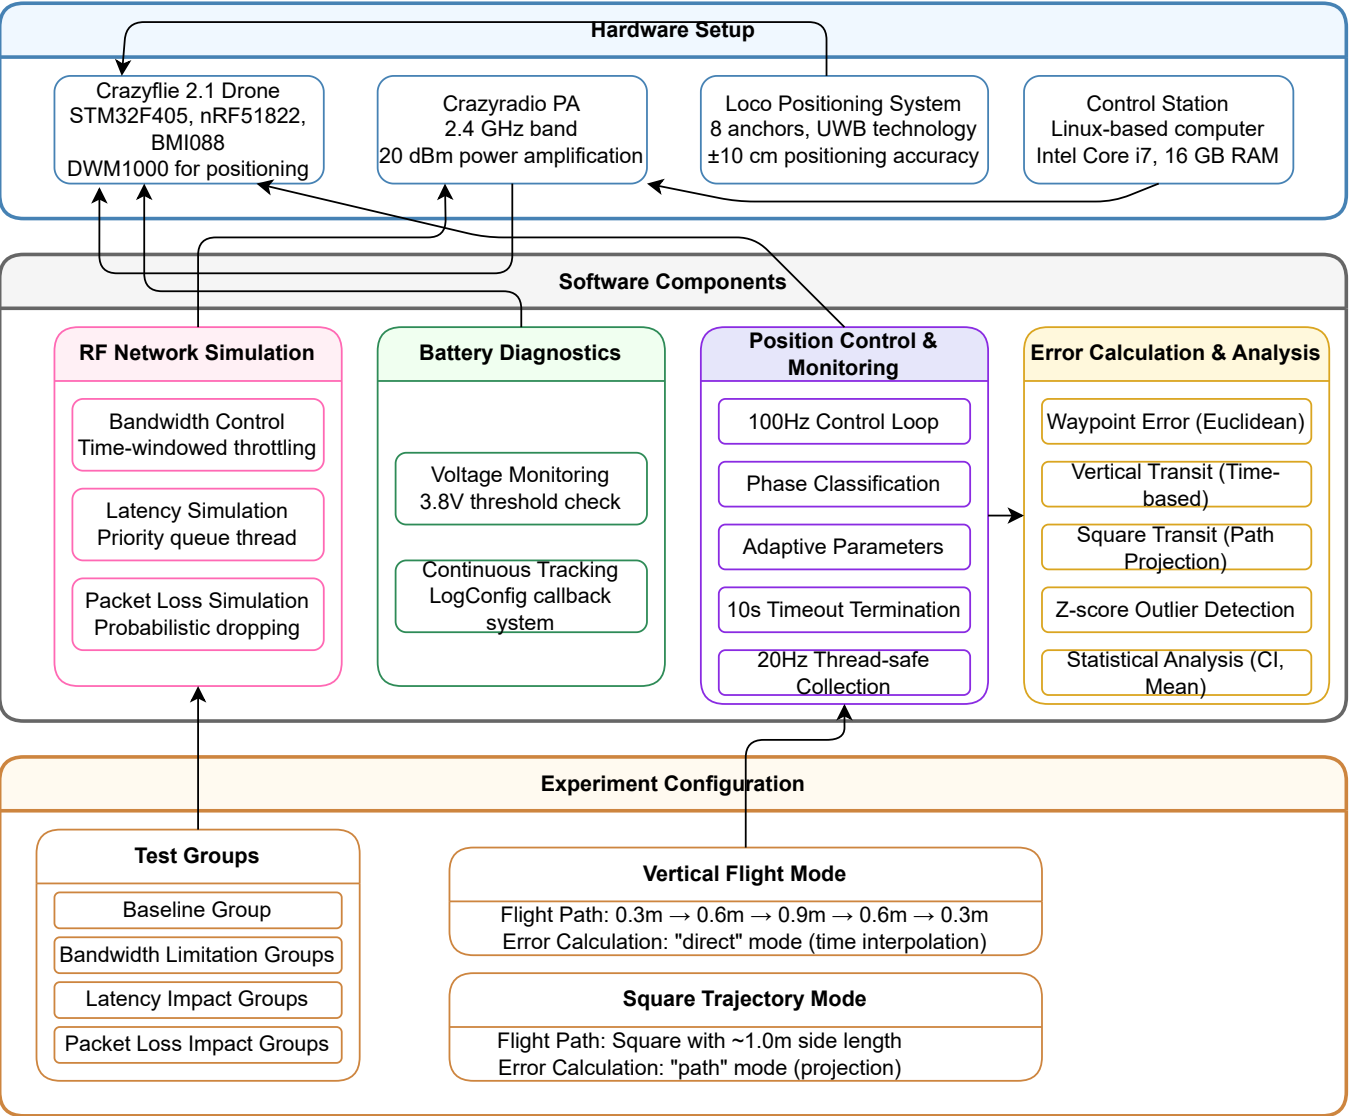 Hardware Setup
Crazyflie 2.1 Drone
STM32F405, nRF51822,
BMI088
DWM1000 for positioning
Crazyradio PA
2.4 GHz band
20 dBm power amplification
Loco Positioning System
8 anchors, UWB technology
±10 cm positioning accuracy
Control Station
Linux-based computer
Intel Core i7, 16 GB RAM
Software Components
RF Network Simulation
Bandwidth Control
Time-windowed throttling
Latency Simulation
Priority queue thread
Packet Loss Simulation
Probabilistic dropping
Battery Diagnostics
Voltage Monitoring
3.8V threshold check
Continuous Tracking
LogConfig callback
system
Position Control &
Monitoring
100Hz Control Loop
Phase Classification
Adaptive Parameters
10s Timeout Termination
20Hz Thread-safe
Collection
Error Calculation & Analysis
Waypoint Error (Euclidean)
Vertical Transit (Time-
based)
Square Transit (Path
Projection)
Z-score Outlier Detection
Statistical Analysis (CI,
Mean)
Experiment Configuration
Test Groups
Baseline Group
Bandwidth Limitation Groups
Latency Impact Groups
Packet Loss Impact Groups
Vertical Flight Mode
Flight Path: 0.3m → 0.6m → 0.9m → 0.6m → 0.3m
Error Calculation: "direct" mode (time interpolation)
Square Trajectory Mode
Flight Path: Square with ~1.0m side length
Error Calculation: "path" mode (projection)